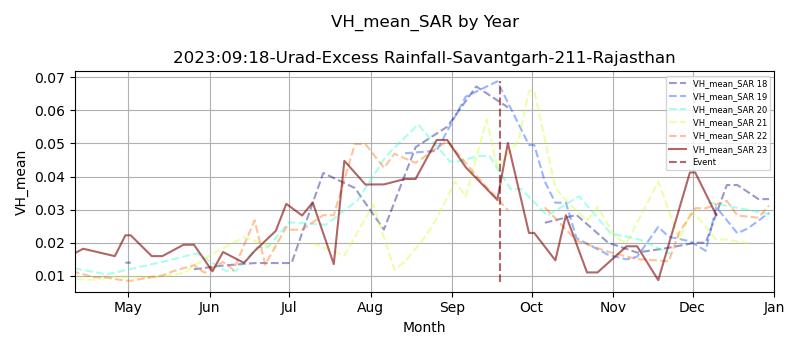 VH_mean_SAR by Year
2023:09:18-Urad-Excess Rainfall-Savantgarh-211-Rajasthan
0.07
0.06
0.05
0.04
0.03
0.02
0.01
VH_mean
VH_mean_SAR 18
VH_mean_SAR 19
VH_mean_SAR 20
VH_mean_SAR 21
VH_mean_SAR 22
VH_mean_SAR 23
Event
May Jun Jul Aug Sep Oct Nov Dec Jan
Month